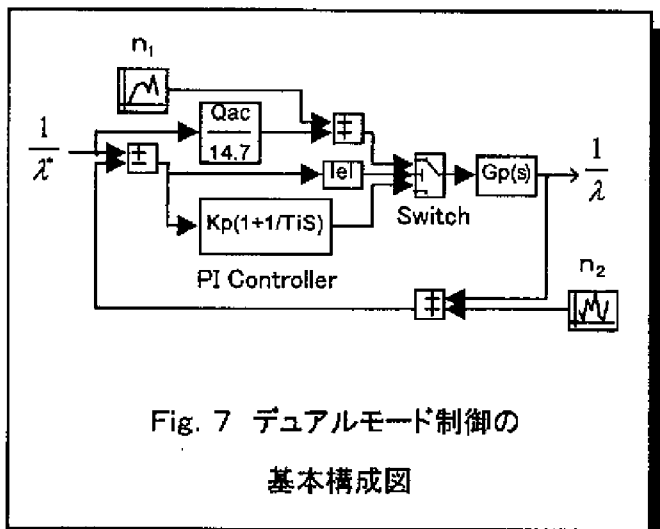 n₁
Qac
14.7
1
λ*
|e|
Gp(s)
1
λ
Switch
Kp(1+1/TiS)
PI Controller
n₂
Fig. 7 デュアルモード制御の
基本構成図